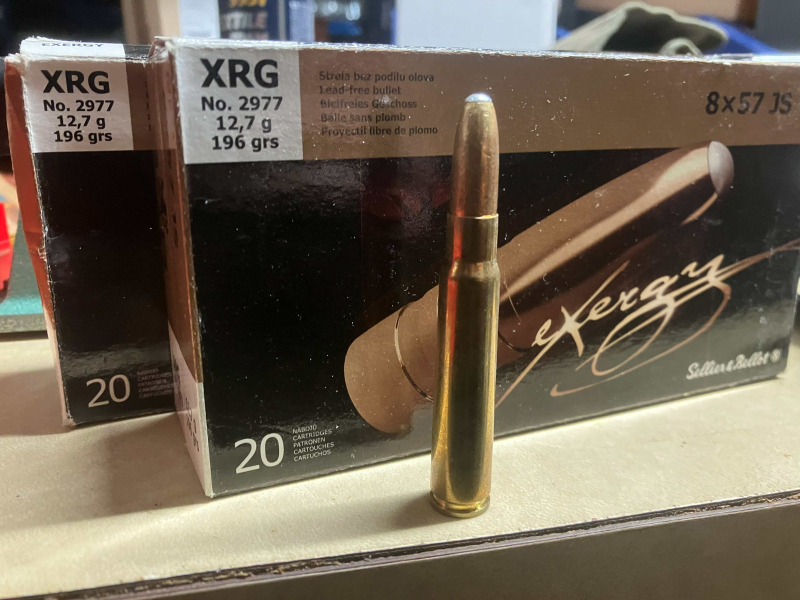 EXERGY
XRG
No. 2977
12,7 g
196 grs
20
XRG
No. 2977
12,7 g
196 grs
Střela bez podílu olova
Lead-free bullet
Bleifreies Geschoss
Balle sans plomb
Proyectil libre de plomo
8x57 JS
exergy
Sellier & Bellot ®
20
NÁBOJŮ
CARTRIDGES
PATRONEN
CARTOUCHES
CARTUCHOS